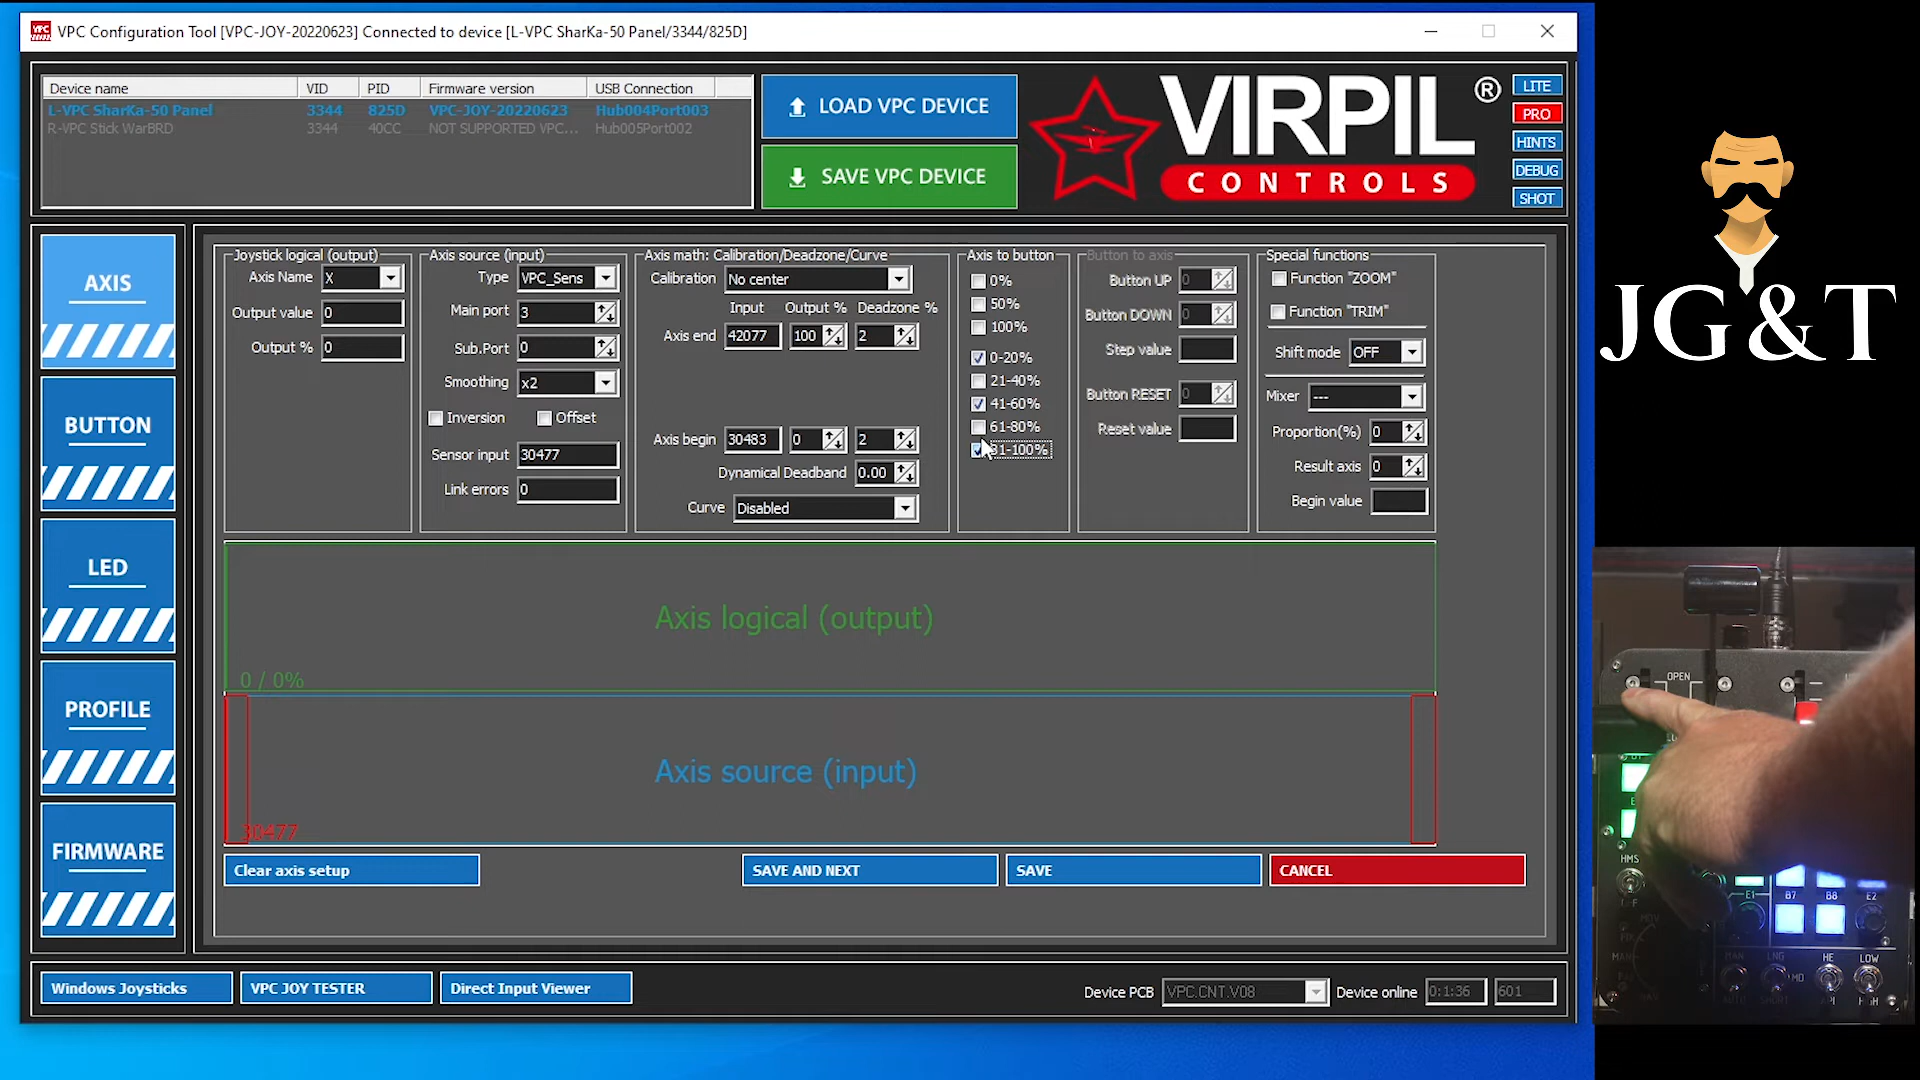 VPC Configuration Tool [VPC-JOY-20220623] Connected to device [L-VPC SharKa-50 Panel/3344/825D]
Device name VID PID Firmware version USB Connection
L-VPC SharKa-50 Panel 3344 825D VPC-JOY-20220623 Hub004Port003
R-VPC Stick WarBRD 3344 40CC NOT SUPPORTED VPC... Hub005Port002
LOAD VPC DEVICE
SAVE VPC DEVICE
VPC
VIRPIL ®
CONTROLS
LITE
PRO
HINTS
DEBUG
SHOT
AXIS
BUTTON
LED
PROFILE
FIRMWARE
Joystick logical (output)
Axis Name X
Output value 0
Output % 0
Axis source (input)
Type VPC_Sens
Main port 3
Sub.Port 0
Smoothing x2
Inversion Offset
Sensor input 30477
Link errors 0
Axis math: Calibration/Deadzone/Curve
Calibration No center
Input Output % Deadzone %
Axis end 42077 100 2
Axis begin 30483 0 2
Dynamical Deadband 0.00
Curve Disabled
Axis to button
0%
50%
100%
0-20%
21-40%
41-60%
61-80%
81-100%
Button to axis
Button UP 0
Button DOWN 0
Step value
Button RESET 0
Reset value
Special functions
Function "ZOOM"
Function "TRIM"
Shift mode OFF
Mixer ---
Proportion(%) 0
Result axis 0
Begin value
Axis logical (output)
0 / 0%
Axis source (input)
30477
Clear axis setup
SAVE AND NEXT
SAVE
CANCEL
Windows Joysticks
VPC JOY TESTER
Direct Input Viewer
Device PCB VPC.CNT.V08 Device online 0:1:36 601
JG&T
OPEN
HMS
E1 B7 B8 E2
MAN LNG HE LOW